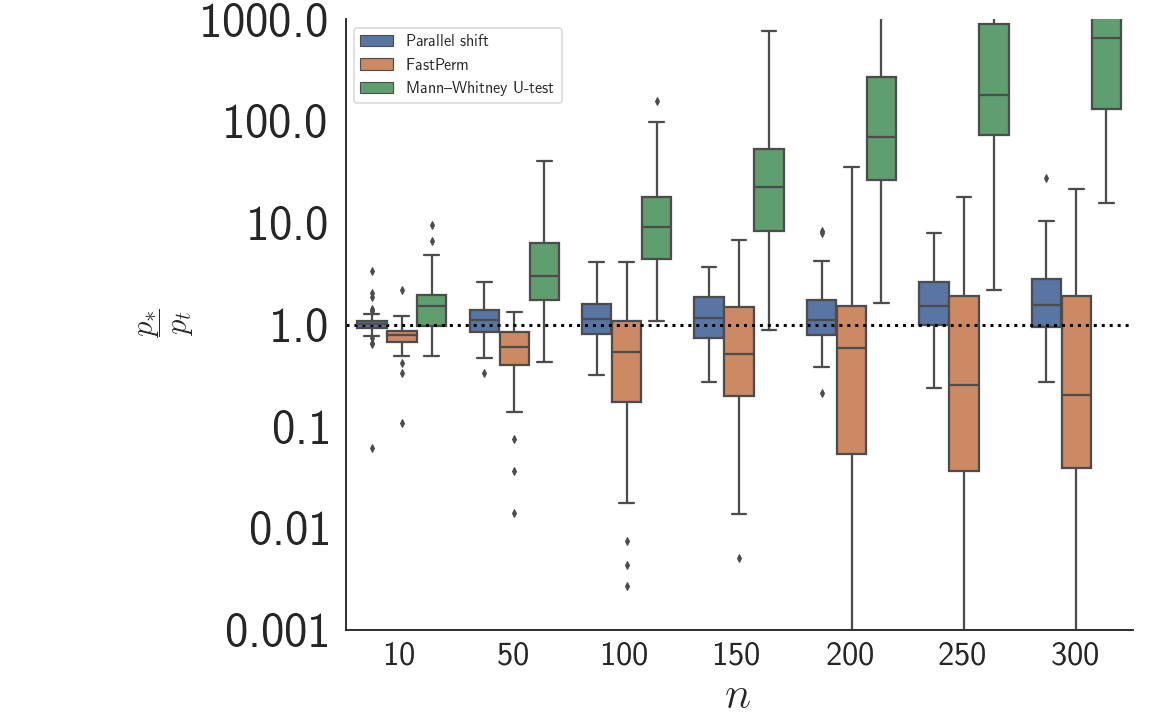 1000.0
100.0
10.0
1.0
0.1
0.01
0.001
p*
pt
Parallel shift
FastPerm
Mann–Whitney U-test
10 50 100 150 200 250 300
n